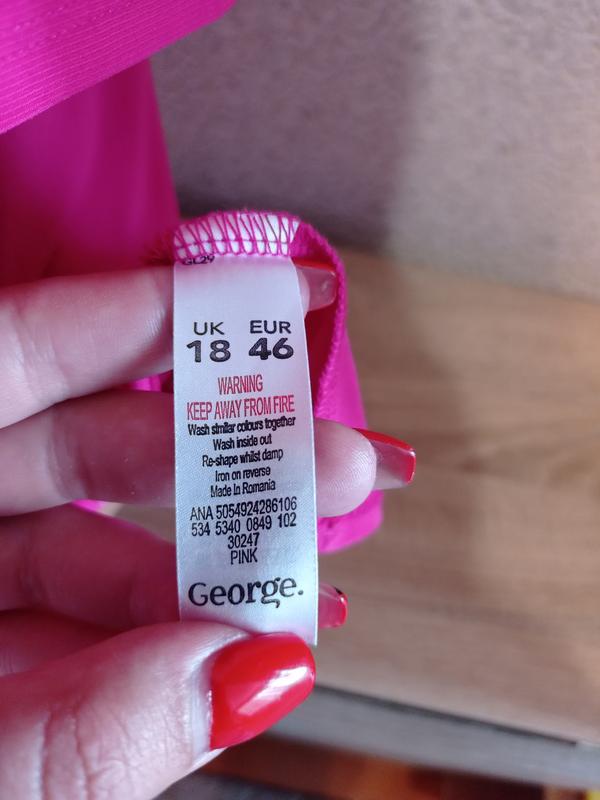 GL29
UK EUR
18 46
WARNING
KEEP AWAY FROM FIRE
Wash similar colours together
Wash inside out
Re-shape whilst damp
Iron on reverse
Made In Romania
ANA 5054924286106
534 5340 0849 102
30247
PINK
George.